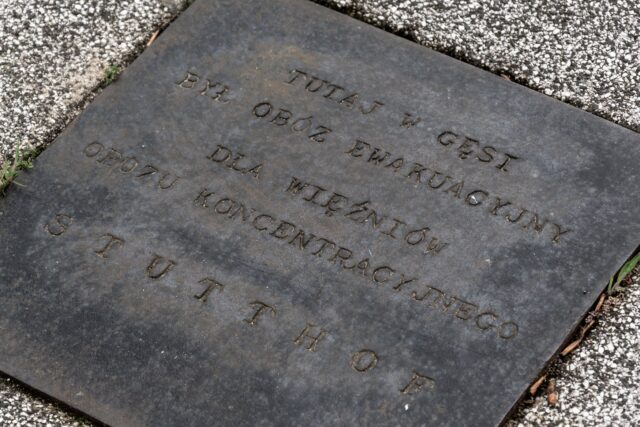 TUTAJ W GĘSI
BYŁ OBÓZ EWAKUACYJNY
DLA WIĘŹNIÓW
OBOZU KONCENTRACYJNEGO
STUTTHOF